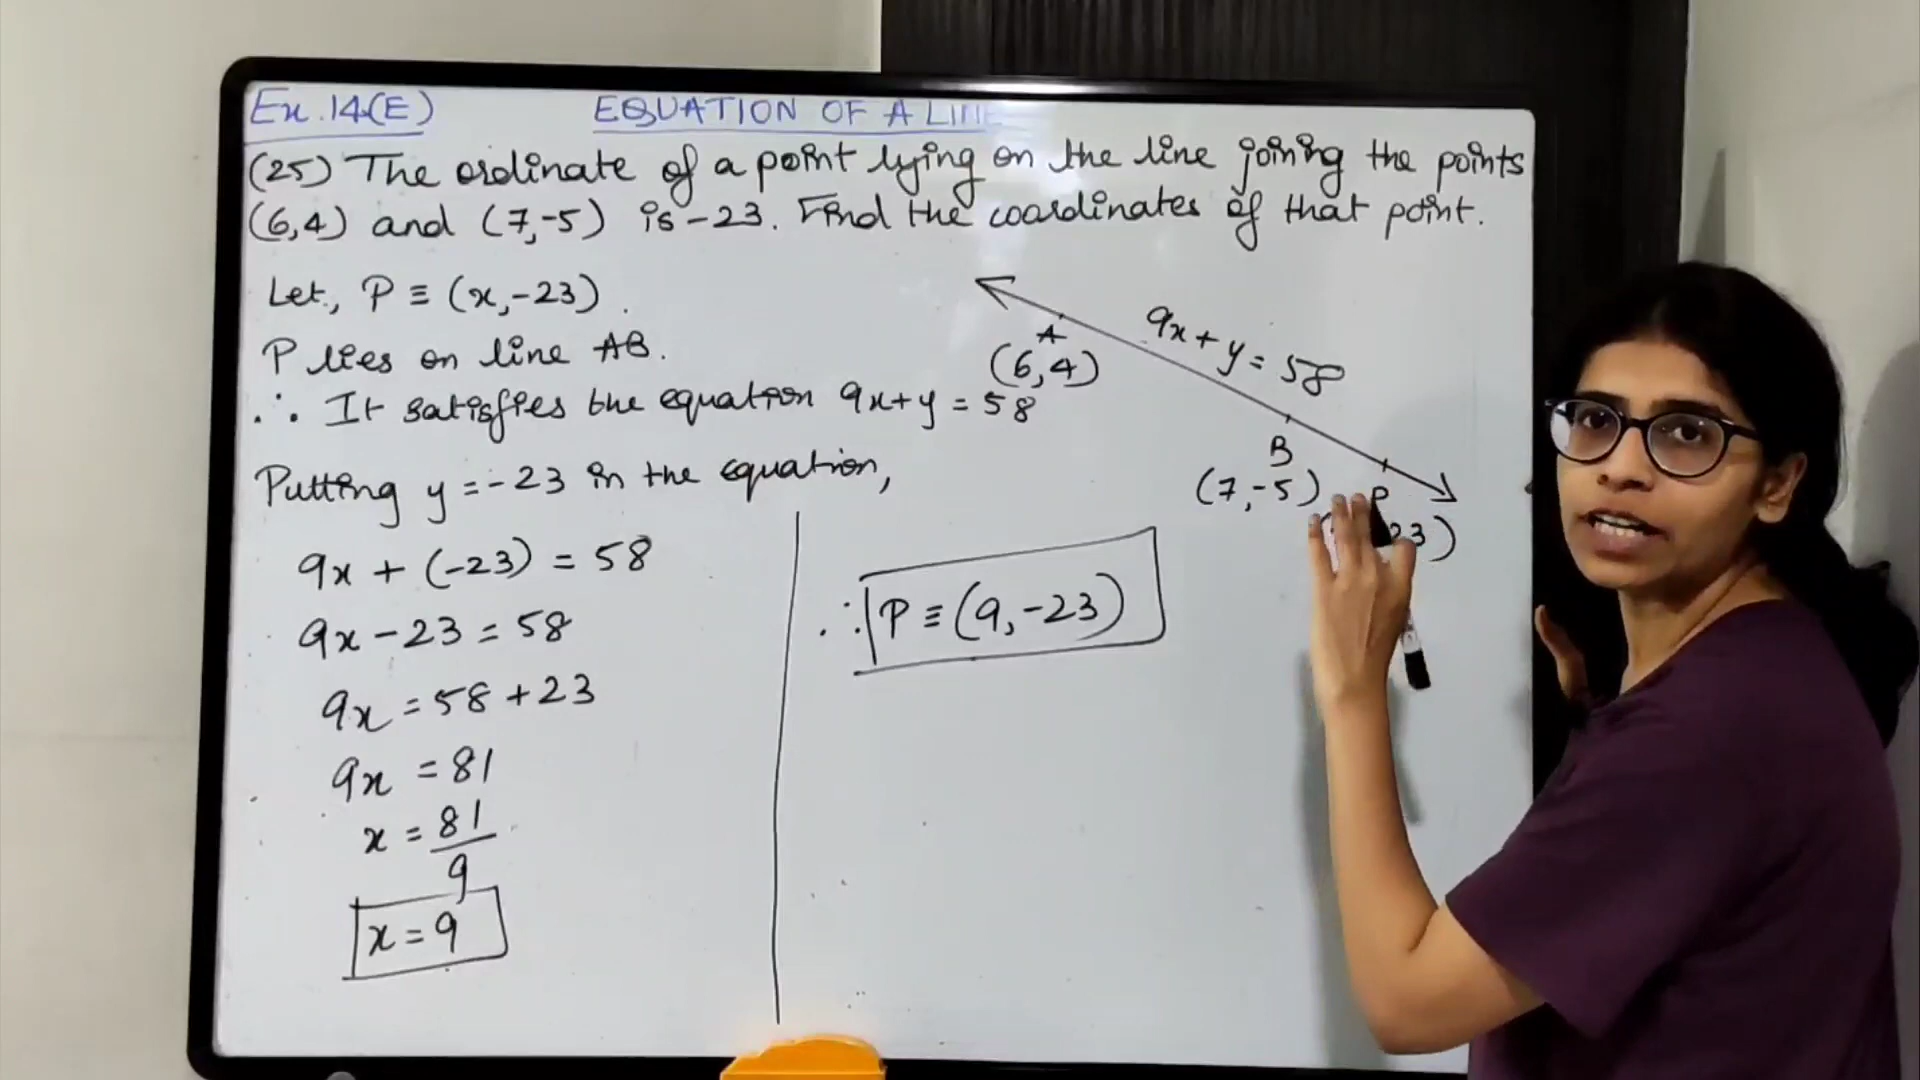 Ex. 14(E)
EQUATION OF A LINE
(25) The ordinate of a point lying on the line joining the points
(6,4) and (7,-5) is -23. Find the coordinates of that point.
Let, P ≡ (x,-23).
P lies on line AB.
∴ It satisfies the equation 9x+y = 58
Putting y = -23 in the equation,
9x + (-23) = 58
9x - 23 = 58
9x = 58 + 23
9x = 81
x = 81/9
x = 9
∴ P ≡ (9,-23)
9x + y = 58
A
(6,4)
B
(7,-5)
P
23)